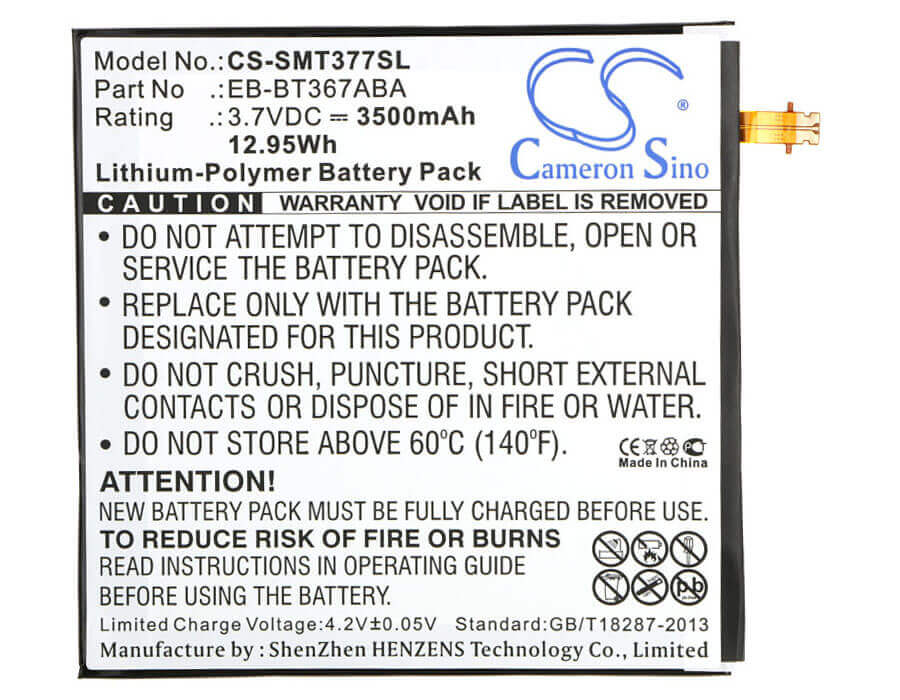 Model No.: CS-SMT377SL
Part No .: EB-BT367ABA
Rating .: 3.7VDC ⎓ 3500mAh
12.95Wh
Lithium-Polymer Battery Pack
Cameron Sino ®
CAUTION WARRANTY VOID IF LABEL IS REMOVED
• DO NOT ATTEMPT TO DISASSEMBLE, OPEN OR
SERVICE THE BATTERY PACK.
• REPLACE ONLY WITH THE BATTERY PACK
DESIGNATED FOR THIS PRODUCT.
• DO NOT CRUSH, PUNCTURE, SHORT EXTERNAL
CONTACTS OR DISPOSE OF IN FIRE OR WATER.
• DO NOT STORE ABOVE 60°C (140°F).
CE
Made In China
ATTENTION!
NEW BATTERY PACK MUST BE FULLY CHARGED BEFORE USE.
TO REDUCE RISK OF FIRE OR BURNS
READ INSTRUCTIONS IN OPERATING GUIDE
BEFORE USING THE BATTERY.
pb
Limited Charge Voltage:4.2V±0.05V Standard:GB/T18287-2013
Manufacture by : ShenZhen HENZENS TECHNOLOGY Co., Limited